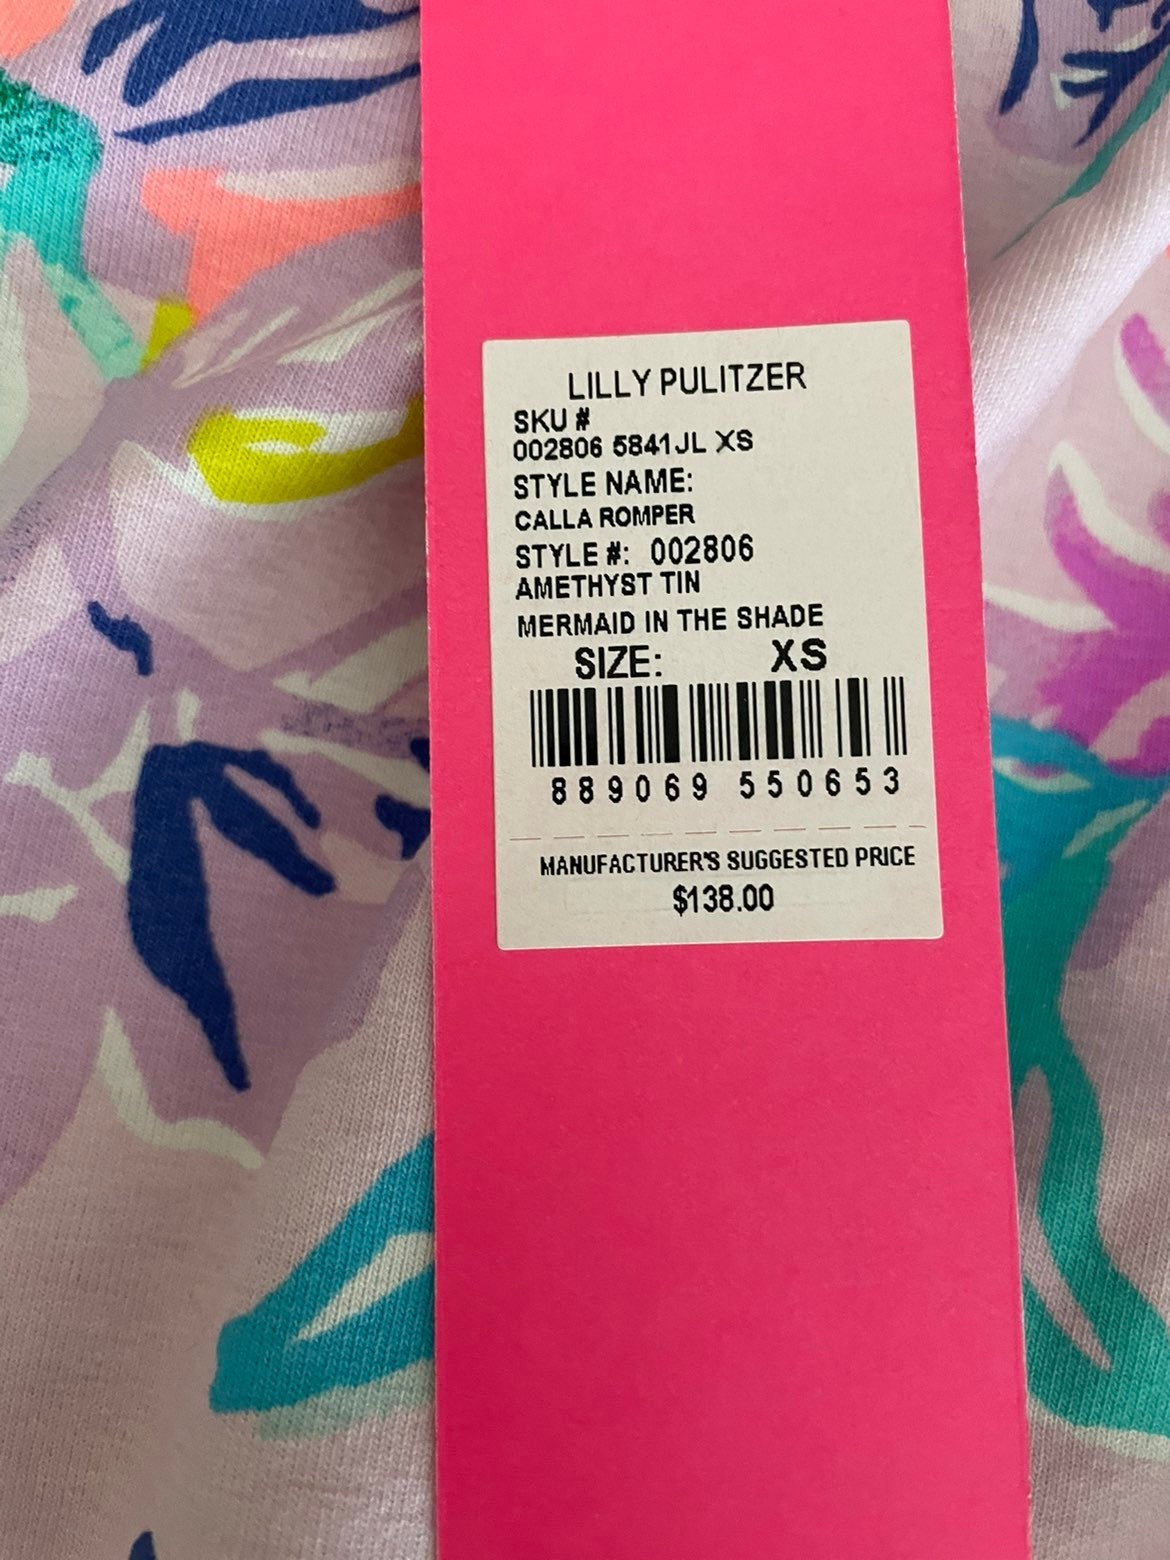 LILLY PULITZER
SKU #
002806 5841JL XS
STYLE NAME:
CALLA ROMPER
STYLE #: 002806
AMETHYST TIN
MERMAID IN THE SHADE
SIZE: XS
889069 550653
MANUFACTURER'S SUGGESTED PRICE
$138.00